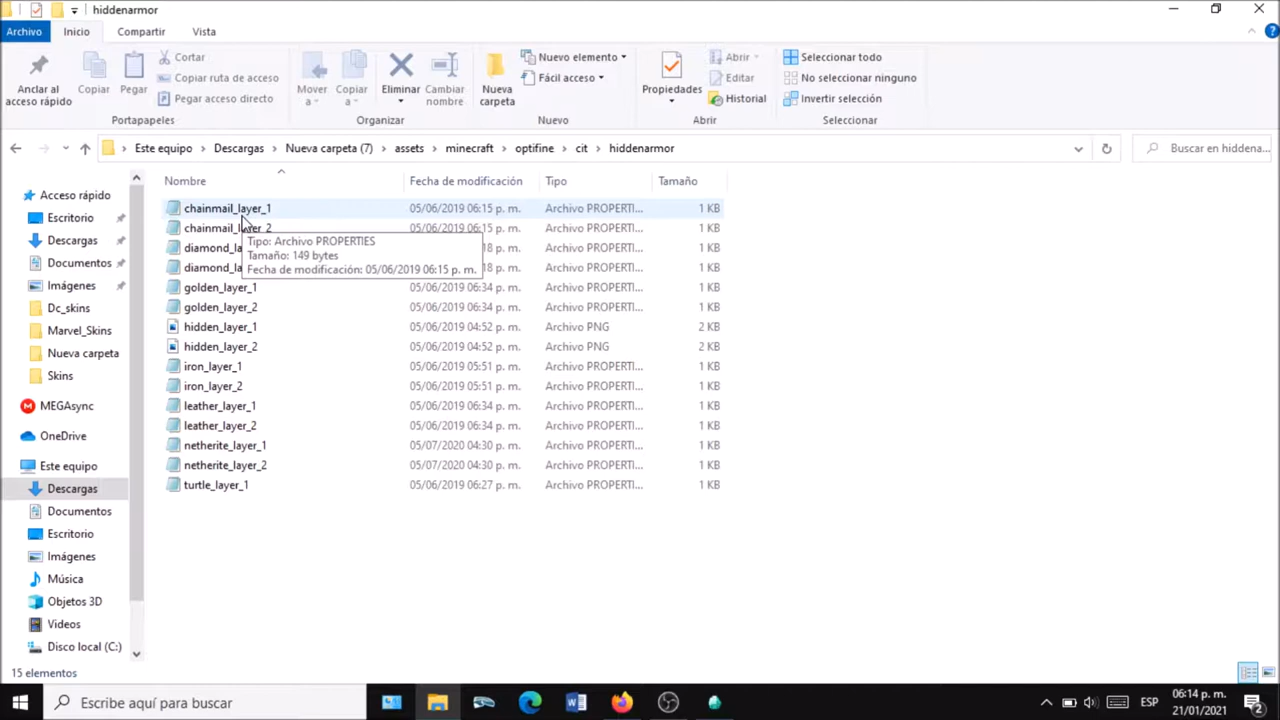 hiddenarmor
Archivo Inicio Compartir Vista
Anclar al acceso rápido
Copiar
Pegar
Cortar
Copiar ruta de acceso
Pegar acceso directo
Portapapeles
Mover a
Copiar a
Eliminar
Cambiar nombre
Organizar
Nueva carpeta
Nuevo elemento
Fácil acceso
Nuevo
Propiedades
Abrir
Editar
Historial
Abrir
Seleccionar todo
No seleccionar ninguno
Invertir selección
Seleccionar
Este equipo > Descargas > Nueva carpeta (7) > assets > minecraft > optifine > cit > hiddenarmor
Buscar en hiddena...
Acceso rápido
Escritorio
Descargas
Documentos
Imágenes
Dc_skins
Marvel_Skins
Nueva carpeta
Skins
MEGAsync
OneDrive
Este equipo
Descargas
Documentos
Escritorio
Imágenes
Música
Objetos 3D
Videos
Disco local (C:)
Nombre Fecha de modificación Tipo Tamaño
chainmail_layer_1 05/06/2019 06:15 p. m. Archivo PROPERTI... 1 KB
chainmail_layer_2 05/06/2019 06:15 p. m. Archivo PROPERTI... 1 KB
diamond_la 18 p. m. Archivo PROPERTI... 1 KB
diamond_la 18 p. m. Archivo PROPERTI... 1 KB
golden_layer_1 05/06/2019 06:34 p. m. Archivo PROPERTI... 1 KB
golden_layer_2 05/06/2019 06:34 p. m. Archivo PROPERTI... 1 KB
hidden_layer_1 05/06/2019 04:52 p. m. Archivo PNG 2 KB
hidden_layer_2 05/06/2019 04:52 p. m. Archivo PNG 2 KB
iron_layer_1 05/06/2019 05:51 p. m. Archivo PROPERTI... 1 KB
iron_layer_2 05/06/2019 05:51 p. m. Archivo PROPERTI... 1 KB
leather_layer_1 05/06/2019 06:34 p. m. Archivo PROPERTI... 1 KB
leather_layer_2 05/06/2019 06:34 p. m. Archivo PROPERTI... 1 KB
netherite_layer_1 05/07/2020 04:30 p. m. Archivo PROPERTI... 1 KB
netherite_layer_2 05/07/2020 04:30 p. m. Archivo PROPERTI... 1 KB
turtle_layer_1 05/06/2019 06:27 p. m. Archivo PROPERTI... 1 KB
Tipo: Archivo PROPERTIES
Tamaño: 149 bytes
Fecha de modificación: 05/06/2019 06:15 p. m.
15 elementos
Escribe aquí para buscar
ESP
06:14 p. m.
21/01/2021
2